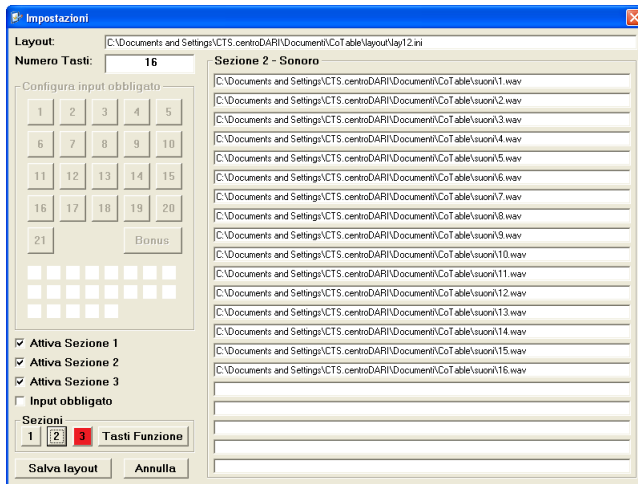 Impostazioni
Layout: C:\Documents and Settings\CTS.centroDARI\Documenti\CoTable\layout\lay12.ini
Numero Tasti: 16
Configura input obbligato
1 2 3 4 5
6 7 8 9 10
11 12 13 14 15
16 17 18 19 20
21 Bonus
Attiva Sezione 1
Attiva Sezione 2
Attiva Sezione 3
Input obbligato
Sezioni
1 2 3 Tasti Funzione
Salva layout Annulla
Sezione 2 - Sonoro
C:\Documents and Settings\CTS.centroDARI\Documenti\CoTable\suoni\1.wav
C:\Documents and Settings\CTS.centroDARI\Documenti\CoTable\suoni\2.wav
C:\Documents and Settings\CTS.centroDARI\Documenti\CoTable\suoni\3.wav
C:\Documents and Settings\CTS.centroDARI\Documenti\CoTable\suoni\4.wav
C:\Documents and Settings\CTS.centroDARI\Documenti\CoTable\suoni\5.wav
C:\Documents and Settings\CTS.centroDARI\Documenti\CoTable\suoni\6.wav
C:\Documents and Settings\CTS.centroDARI\Documenti\CoTable\suoni\7.wav
C:\Documents and Settings\CTS.centroDARI\Documenti\CoTable\suoni\8.wav
C:\Documents and Settings\CTS.centroDARI\Documenti\CoTable\suoni\9.wav
C:\Documents and Settings\CTS.centroDARI\Documenti\CoTable\suoni\10.wav
C:\Documents and Settings\CTS.centroDARI\Documenti\CoTable\suoni\11.wav
C:\Documents and Settings\CTS.centroDARI\Documenti\CoTable\suoni\12.wav
C:\Documents and Settings\CTS.centroDARI\Documenti\CoTable\suoni\13.wav
C:\Documents and Settings\CTS.centroDARI\Documenti\CoTable\suoni\14.wav
C:\Documents and Settings\CTS.centroDARI\Documenti\CoTable\suoni\15.wav
C:\Documents and Settings\CTS.centroDARI\Documenti\CoTable\suoni\16.wav